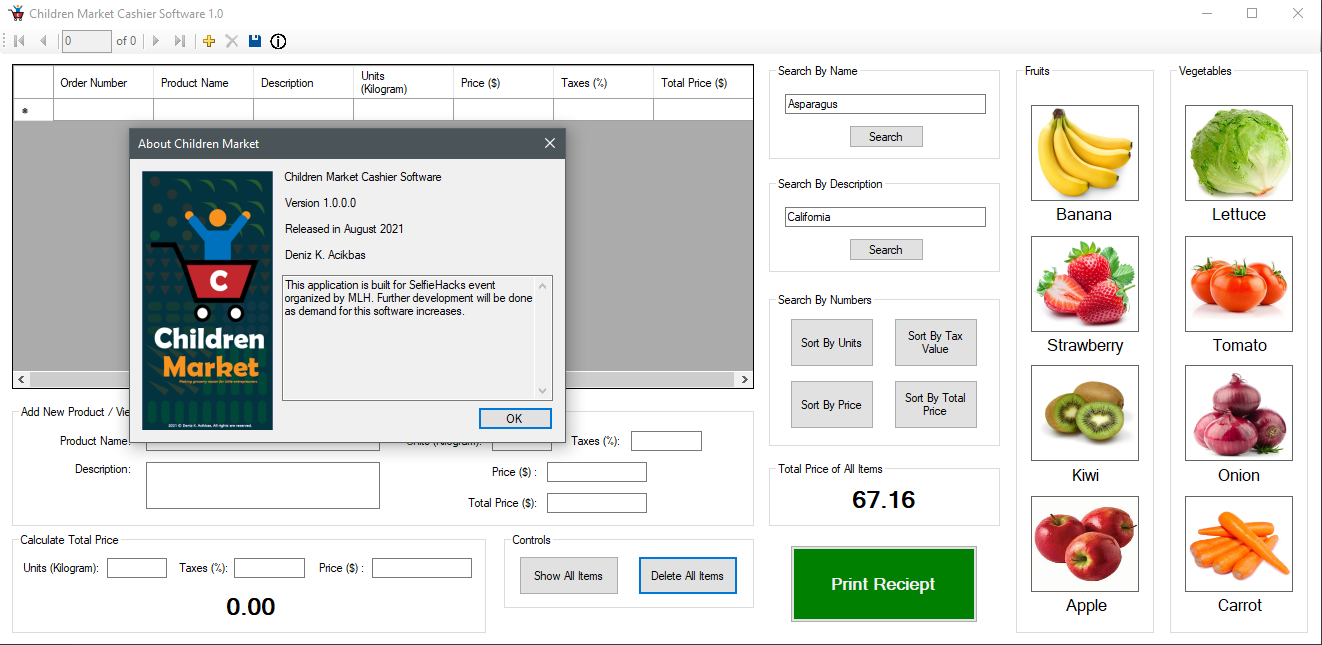 Children Market Cashier Software 1.0
0 of 0
Order Number Product Name Description Units (Kilogram) Price ($) Taxes (%) Total Price ($)
About Children Market
Children Market Cashier Software
Version 1.0.0.0
Released in August 2021
Deniz K. Acikbas
This application is built for SelfieHacks event
organized by MLH. Further development will be done
as demand for this software increases.
OK
C
Children
Market
Making grocery easier for little entrepreneurs
2021 © Deniz K. Acikbas, All rights are reserved.
Add New Product / Vie
Product Name:
Units (Kilogram):
Taxes (%):
Description:
Price ($) :
Total Price ($):
Calculate Total Price
Units (Kilogram):
Taxes (%):
Price ($) :
0.00
Controls
Show All Items
Delete All Items
Search By Name
Asparagus
Search
Search By Description
California
Search
Search By Numbers
Sort By Units
Sort By Tax
Value
Sort By Price
Sort By Total
Price
Total Price of All Items
67.16
Print Reciept
Fruits
Banana
Strawberry
Kiwi
Apple
Vegetables
Lettuce
Tomato
Onion
Carrot